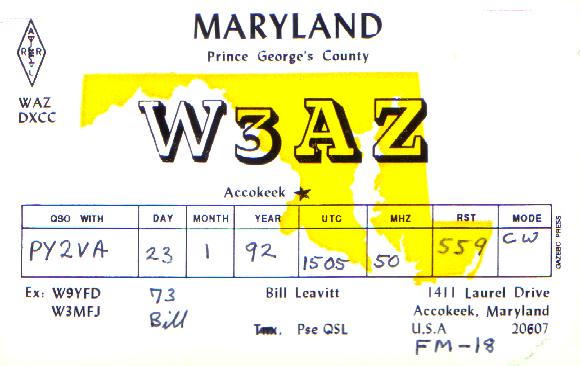 MARYLAND
Prince George's County
ARRL
WAZ
DXCC
W3AZ
Accokeek
QSO WITH DAY MONTH YEAR UTC MHZ RST MODE
PY2VA 23 1 92 1505 50 559 CW
GAZEBO PRESS
Ex: W9YFD 73 Bill Leavitt 1411 Laurel Drive
W3MFJ Bill Accokeek, Maryland
Pse QSL U.S.A 20607
FM-18